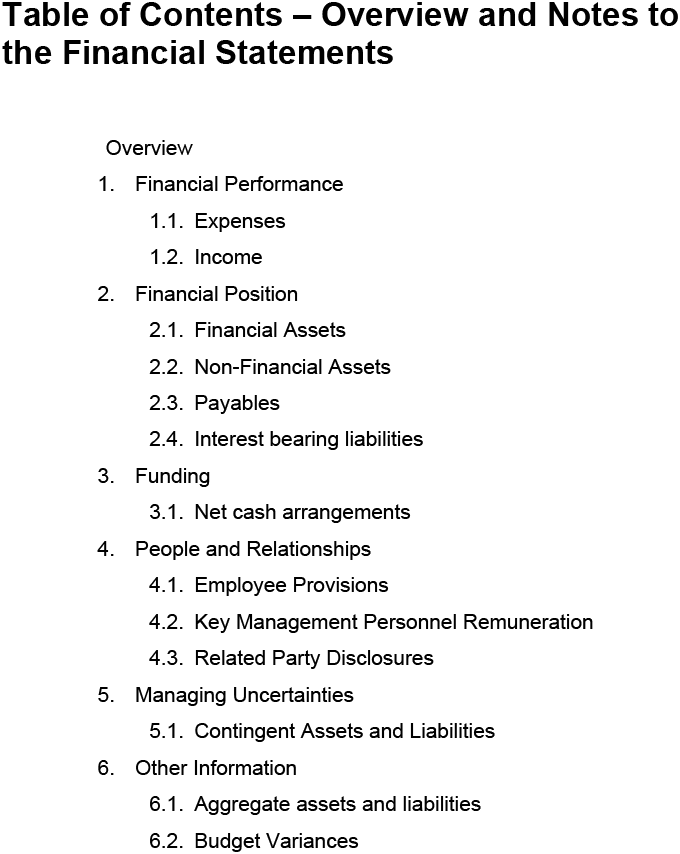 Table of Contents – Overview and Notes to
the Financial Statements
Overview
1. Financial Performance
1.1. Expenses
1.2. Income
2. Financial Position
2.1. Financial Assets
2.2. Non-Financial Assets
2.3. Payables
2.4. Interest bearing liabilities
3. Funding
3.1. Net cash arrangements
4. People and Relationships
4.1. Employee Provisions
4.2. Key Management Personnel Remuneration
4.3. Related Party Disclosures
5. Managing Uncertainties
5.1. Contingent Assets and Liabilities
6. Other Information
6.1. Aggregate assets and liabilities
6.2. Budget Variances